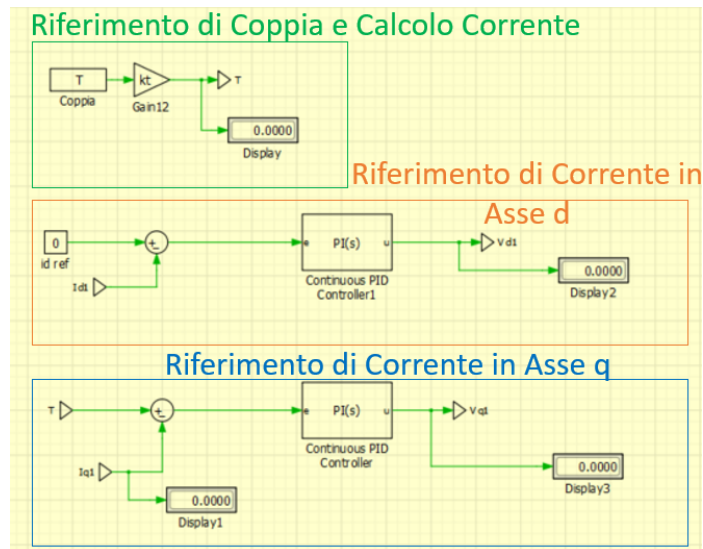 Riferimento di Coppia e Calcolo Corrente
T
Coppia
kt
Gain12
T
0.0000
Display
Riferimento di Corrente in
Asse d
0
id ref
Id1
PI(s)
e
u
Continuous PID
Controller1
Vd1
0.0000
Display2
Riferimento di Corrente in Asse q
T
Iq1
0.0000
Display1
e
PI(s)
u
Continuous PID
Controller
Vq1
0.0000
Display3